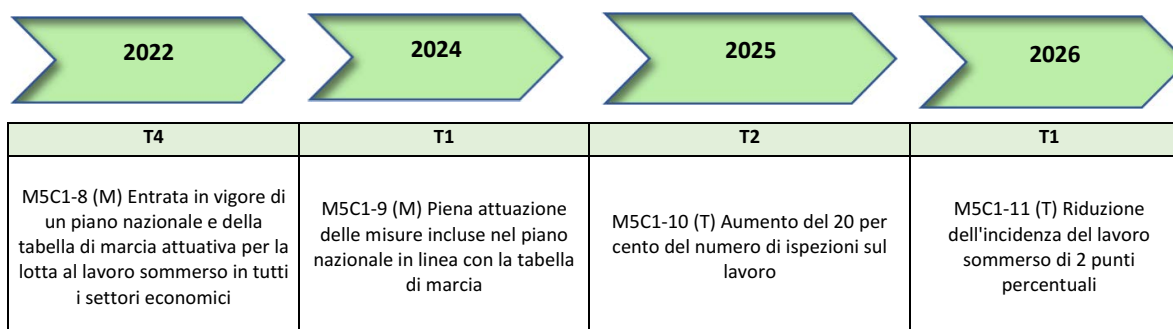 2022
2024
2025
2026
T4
T1
T2
T1
M5C1-8 (M) Entrata in vigore di
un piano nazionale e della
tabella di marcia attuativa per la
lotta al lavoro sommerso in tutti
i settori economici
M5C1-9 (M) Piena attuazione
delle misure incluse nel piano
nazionale in linea con la tabella
di marcia
M5C1-10 (T) Aumento del 20 per
cento del numero di ispezioni sul
lavoro
M5C1-11 (T) Riduzione
dell'incidenza del lavoro
sommerso di 2 punti
percentuali